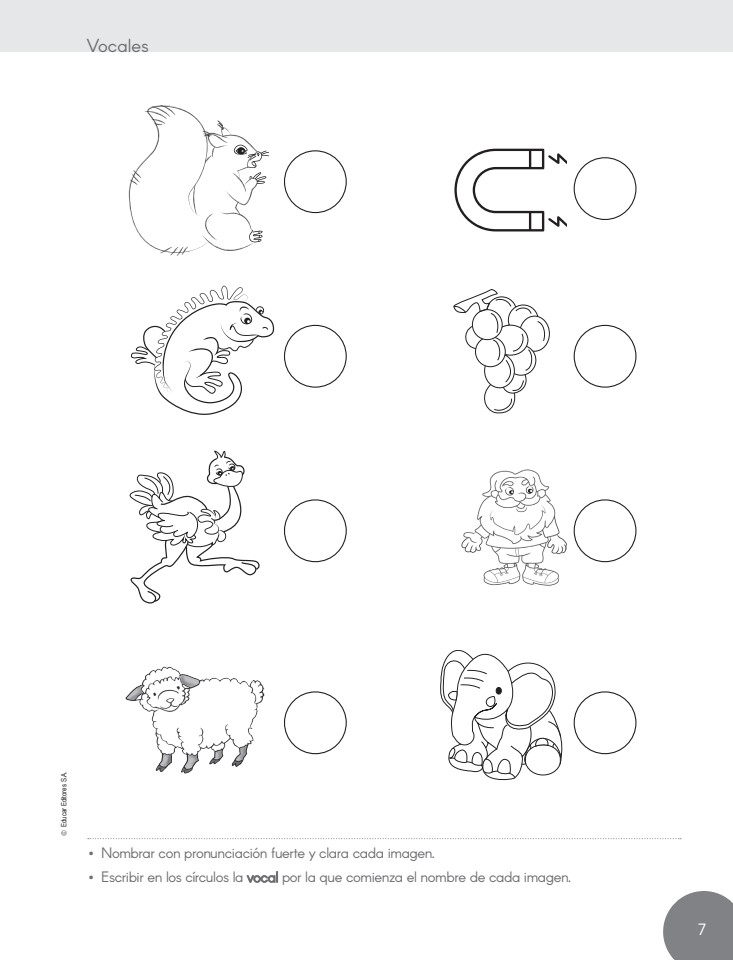 Vocales
© Educar Editores S.A.
• Nombrar con pronunciación fuerte y clara cada imagen.
• Escribir en los círculos la vocal por la que comienza el nombre de cada imagen.
7